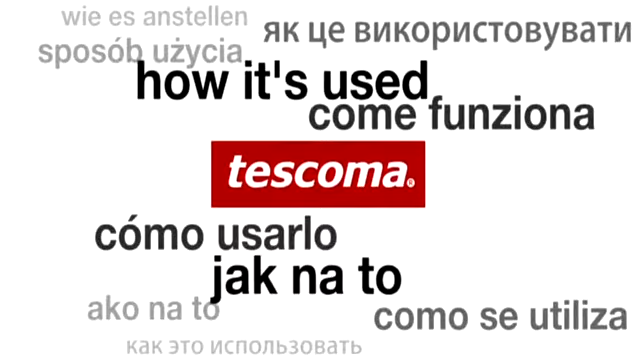 wie es anstellen
як це використовувати
sposób użycia
how it's used
come funziona
tescoma®
cómo usarlo
jak na to
ako na to
como se utiliza
как это использовать